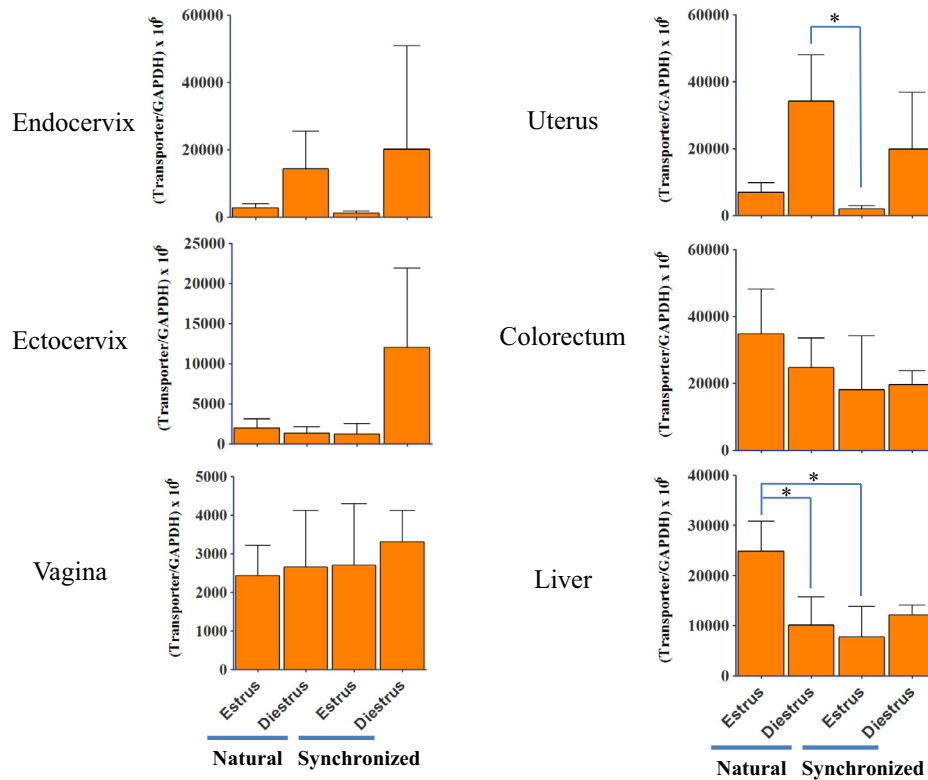 Endocervix
(Transporter/GAPDH) x 10⁶
60000
40000
20000
0
Uterus
(Transporter/GAPDH) x 10⁶
60000
40000
20000
0
*
Ectocervix
(Transporter/GAPDH) x 10⁶
25000
20000
15000
10000
5000
0
Colorectum
(Transporter/GAPDH) x 10⁶
60000
40000
20000
0
Vagina
(Transporter/GAPDH) x 10⁶
5000
4000
3000
2000
1000
0
Estrus
Diestrus
Estrus
Diestrus
Natural Synchronized
Liver
(Transporter/GAPDH) x 10⁶
40000
30000
20000
10000
0
*
*
Estrus
Diestrus
Estrus
Diestrus
Natural Synchronized